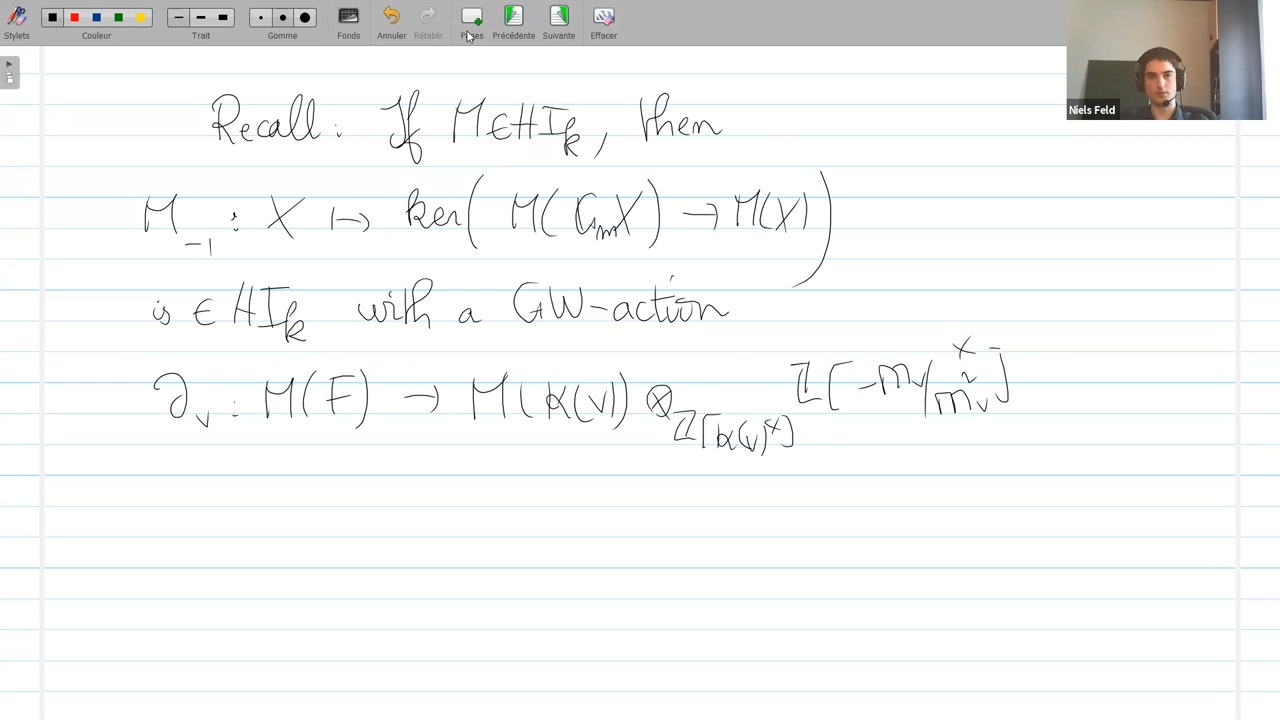 Stylets Couleur Trait Gomme Fonds Annuler Rétablir Pages Précédente Suivante Effacer
Niels Feld
Recall: If M ∈ HI_k, then
M_{-1} : X ↦ ker( M(G_m X) → M(X) )
is ∈ HI_k with a GW-action
∂_v : M(F) → M(κ(v)) ⊗_{ℤ[κ(v)^×]} ℤ[-m_v/m_v^2 ^× -]